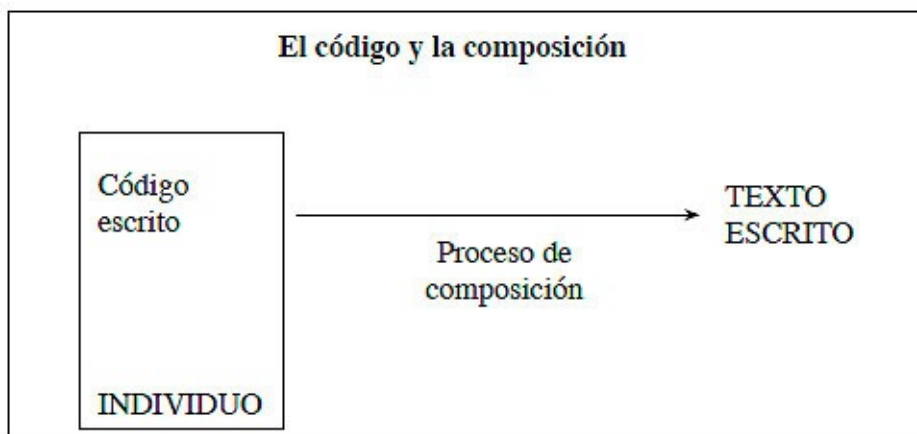 El código y la composición
Código
escrito
TEXTO
ESCRITO
Proceso de
composición
INDIVIDUO